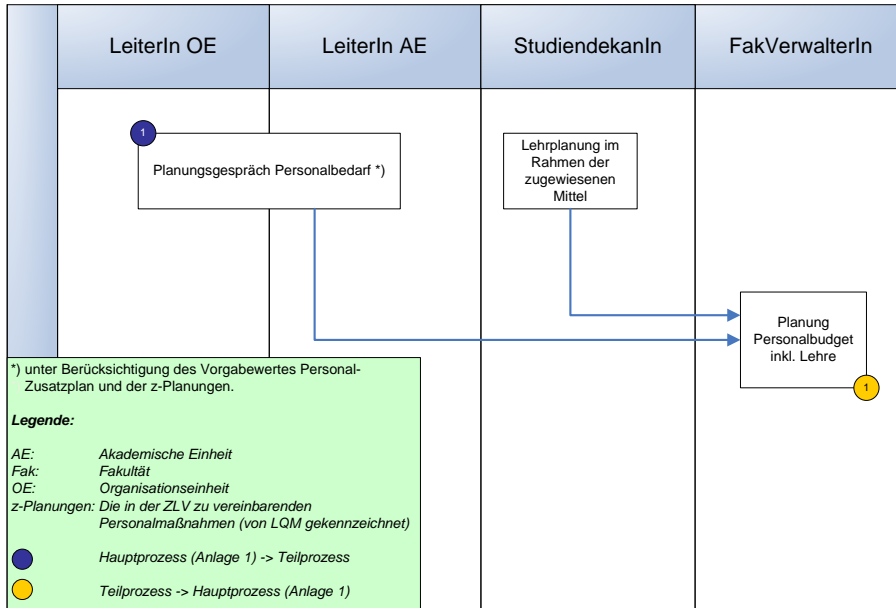 LeiterIn OE
LeiterIn AE
StudiendekanIn
FakVerwalterIn
1
Planungsgespräch Personalbedarf *)
Lehrplanung im
Rahmen der
zugewiesenen
Mittel
Planung
Personalbudget
inkl. Lehre
1
*) unter Berücksichtigung des Vorgabewertes Personal-
Zusatzplan und der z-Planungen.
Legende:
AE: Akademische Einheit
Fak: Fakultät
OE: Organisationseinheit
z-Planungen: Die in der ZLV zu vereinbarenden
Personalmaßnahmen (von LQM gekennzeichnet)
Hauptprozess (Anlage 1) -> Teilprozess
Teilprozess -> Hauptprozess (Anlage 1)